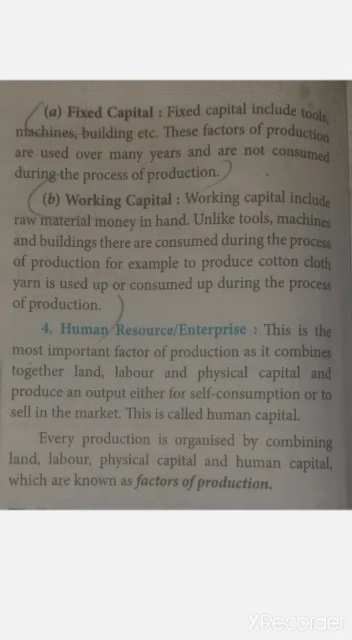 (a) Fixed Capital : Fixed capital include tools,
machines, building etc. These factors of production
are used over many years and are not consumed
during the process of production.
(b) Working Capital : Working capital include
raw material money in hand. Unlike tools, machines
and buildings there are consumed during the process
of production for example to produce cotton cloth
yarn is used up or consumed up during the process
of production.
4. Human Resource/Enterprise : This is the
most important factor of production as it combines
together land, labour and physical capital and
produce an output either for self-consumption or to
sell in the market. This is called human capital.
Every production is organised by combining
land, labour, physical capital and human capital,
which are known as factors of production.
XRecorder